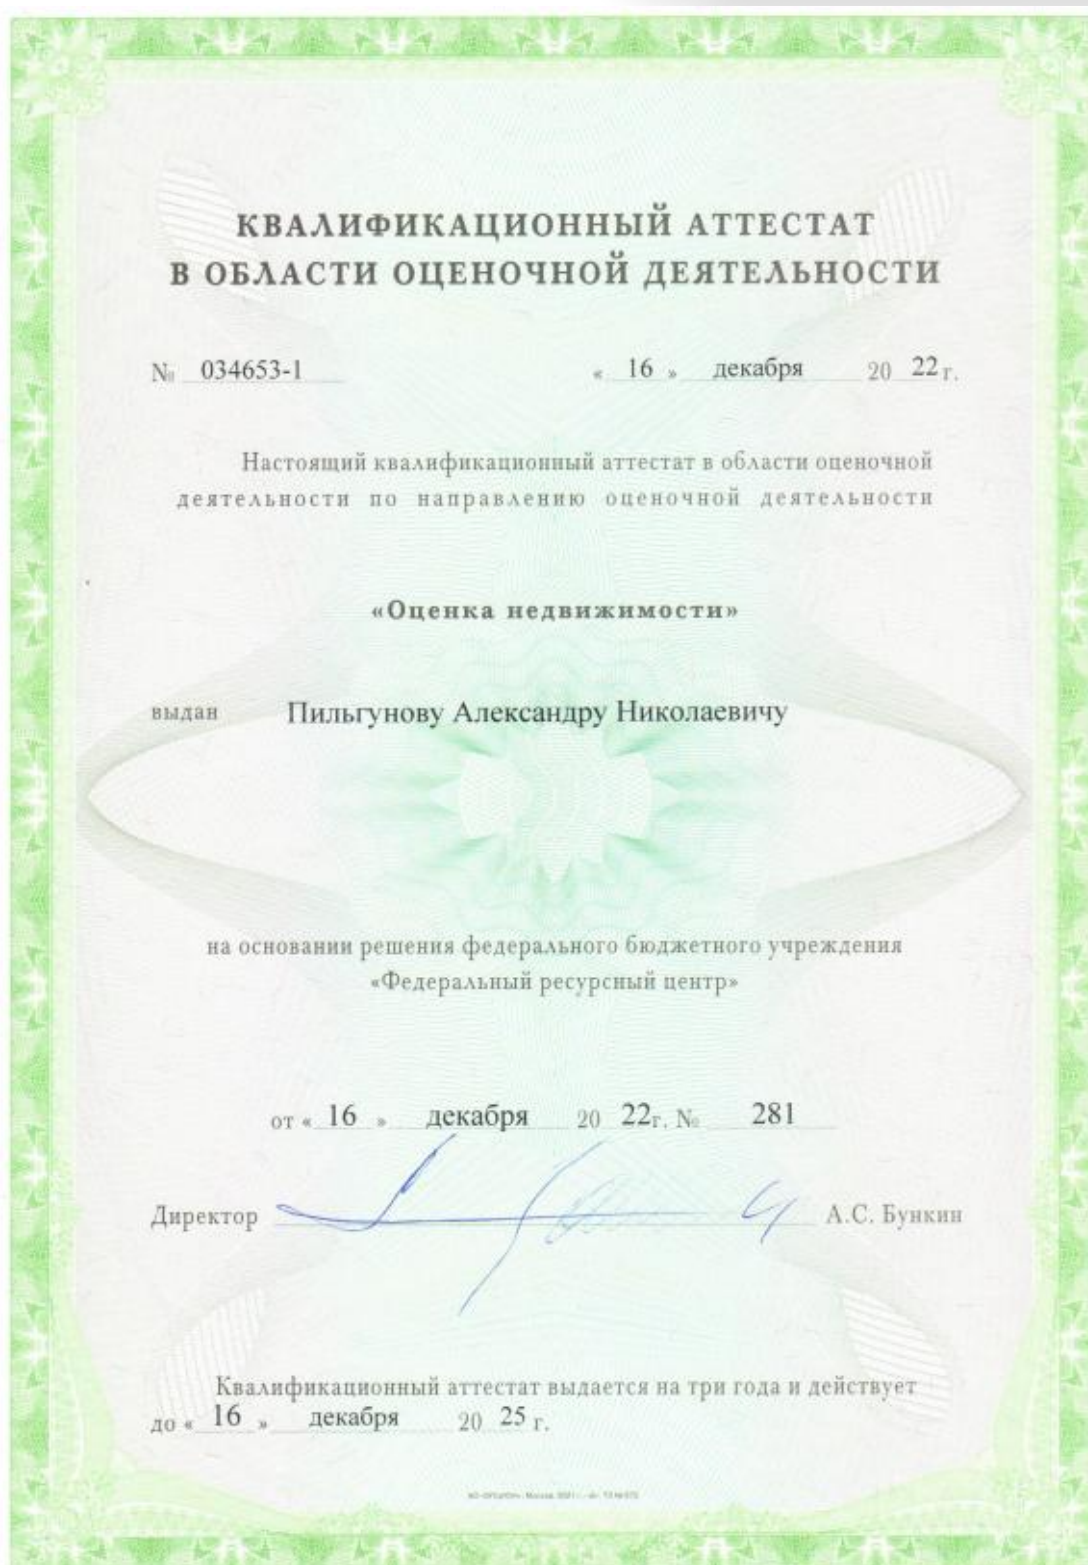 КВАЛИФИКАЦИОННЫЙ АТТЕСТАТ
В ОБЛАСТИ ОЦЕНОЧНОЙ ДЕЯТЕЛЬНОСТИ
№ 034653-1 « 16 » декабря 20 22 г.
Настоящий квалификационный аттестат в области оценочной
деятельности по направлению оценочной деятельности
«Оценка недвижимости»
выдан Пильгунову Александру Николаевичу
на основании решения федерального бюджетного учреждения
«Федеральный ресурсный центр»
от « 16 » декабря 20 22г. № 281
Директор А.С. Бункин
Квалификационный аттестат выдается на три года и действует
до « 16 » декабря 20 25 г.